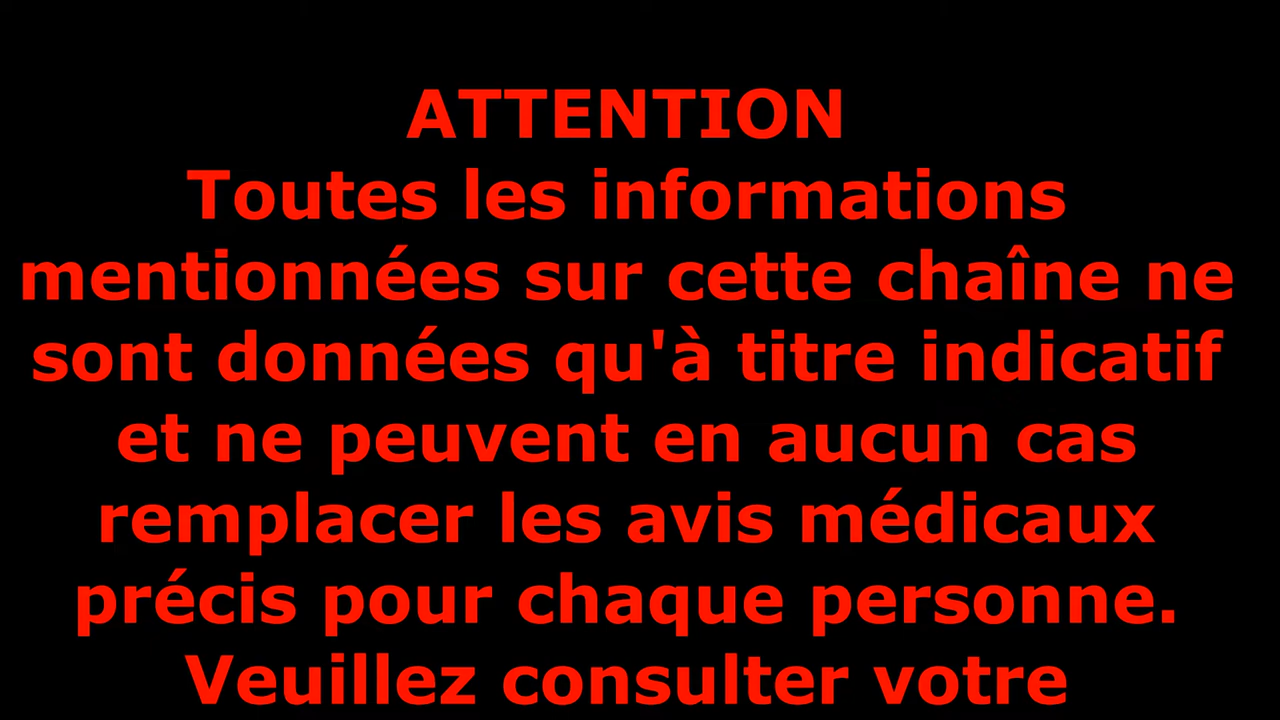 ATTENTION
Toutes les informations
mentionnées sur cette chaîne ne
sont données qu'à titre indicatif
et ne peuvent en aucun cas
remplacer les avis médicaux
précis pour chaque personne.
Veuillez consulter votre